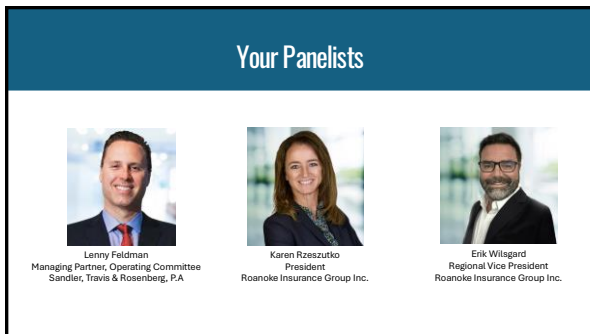 Your Panelists
Lenny Feldman
Managing Partner, Operating Committee
Sandler, Travis & Rosenberg, P.A
Karen Rzeszutko
President
Roanoke Insurance Group Inc.
Erik Wilsgard
Regional Vice President
Roanoke Insurance Group Inc.